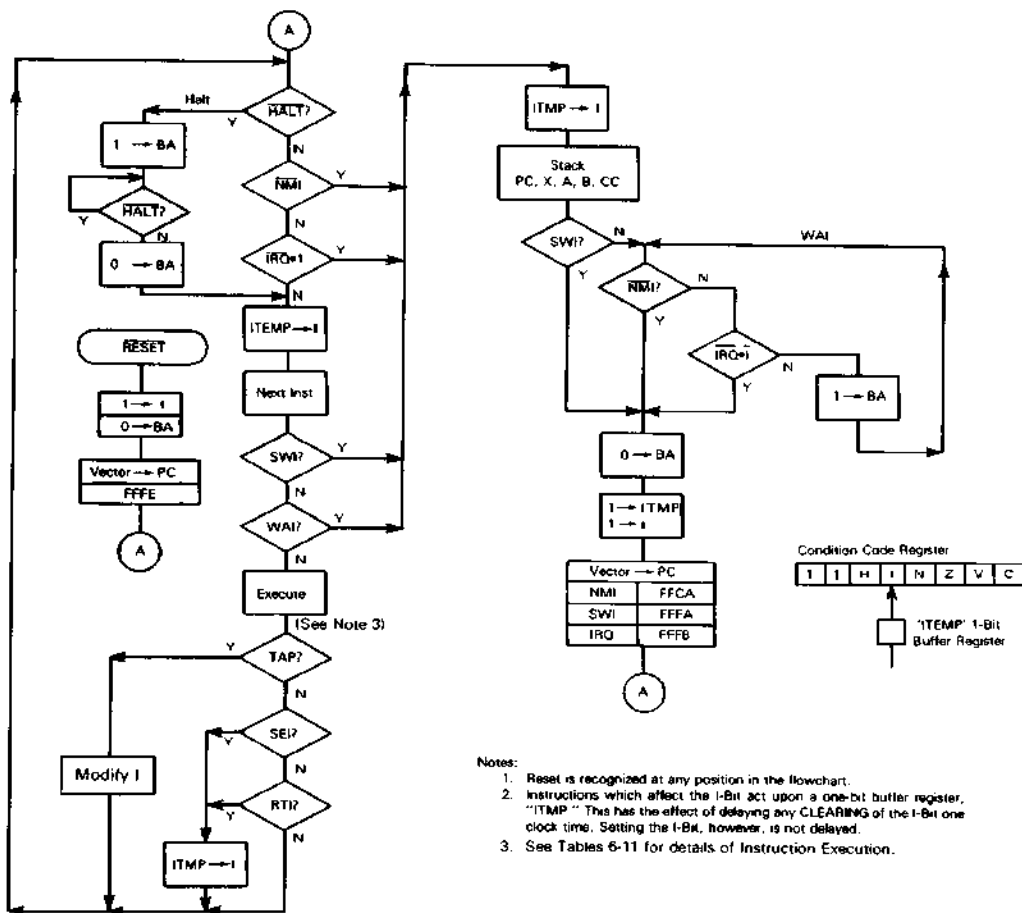 A
Halt
HALT?
Y
N
1 → BA
NMI
Y
N
HALT?
Y
N
IRQ•1
Y
N
0 → BA
ITEMP → I
RESET
Next Inst
1 → I
0 → BA
SWI?
Y
N
Vector → PC
FFFE
WAI?
Y
N
A
Execute
(See Note 3)
TAP?
Y
N
SEI?
Y
N
Modify I
RTI?
Y
N
ITMP → I
ITMP → I
Stack
PC, X, A, B, CC
SWI?
N
Y
WAI
NMI?
N
Y
IRQ•I
N
Y
1 → BA
0 → BA
1 → ITMP
1 → I
Vector → PC
NMI FFCA
SWI FFFA
IRQ FFF8
A
Condition Code Register
1 1 H I N Z V C
"ITEMP" 1-Bit
Buffer Register
Notes:
1. Reset is recognized at any position in the flowchart.
2. Instructions which affect the I-Bit act upon a one-bit buffer register,
"ITMP." This has the effect of delaying any CLEARING of the I-Bit one
clock time. Setting the I-Bit, however, is not delayed.
3. See Tables 6-11 for details of Instruction Execution.